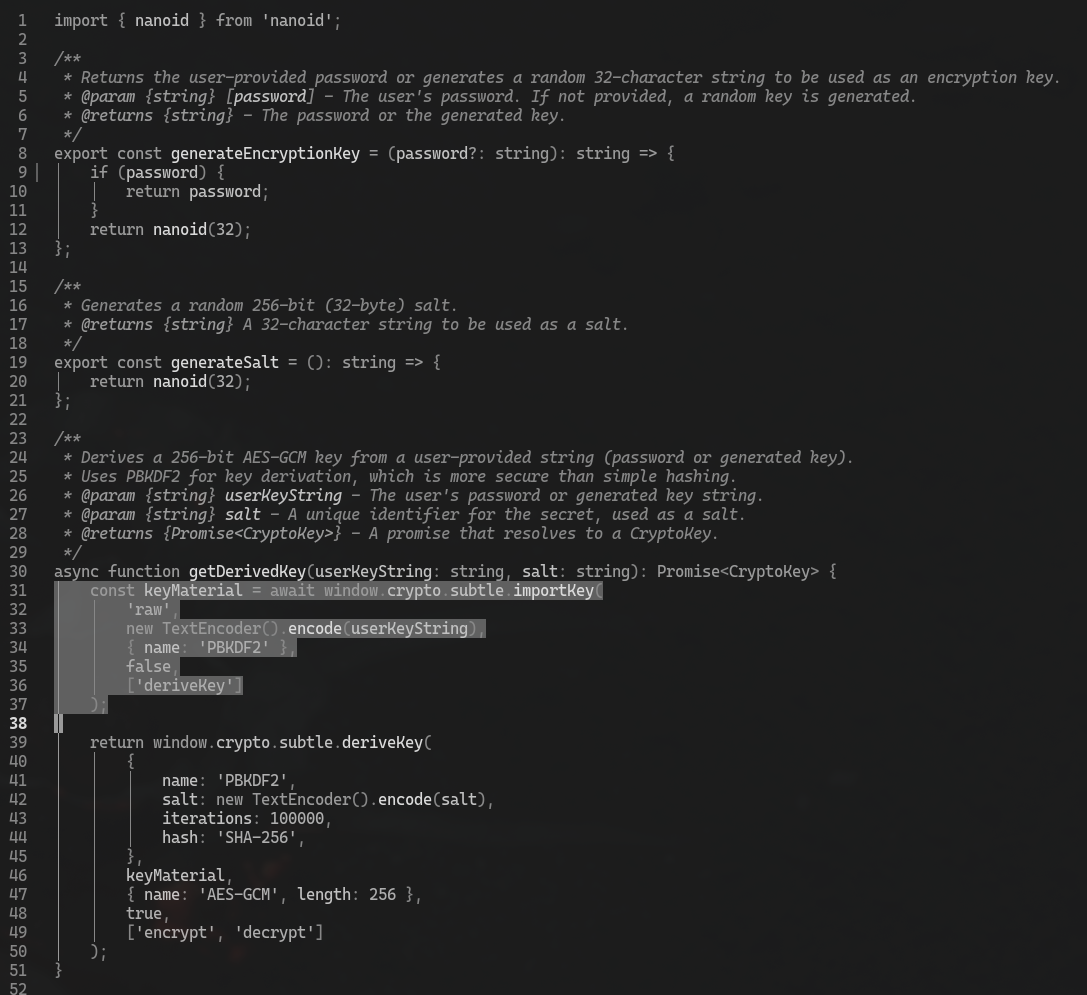 1 import { nanoid } from 'nanoid';
2
3 /**
4  * Returns the user-provided password or generates a random 32-character string to be used as an encryption key.
5  * @param {string} [password] - The user's password. If not provided, a random key is generated.
6  * @returns {string} - The password or the generated key.
7  */
8 export const generateEncryptionKey = (password?: string): string => {
9     if (password) {
10         return password;
11     }
12     return nanoid(32);
13 };
14
15 /**
16  * Generates a random 256-bit (32-byte) salt.
17  * @returns {string} A 32-character string to be used as a salt.
18  */
19 export const generateSalt = (): string => {
20     return nanoid(32);
21 };
22
23 /**
24  * Derives a 256-bit AES-GCM key from a user-provided string (password or generated key).
25  * Uses PBKDF2 for key derivation, which is more secure than simple hashing.
26  * @param {string} userKeyString - The user's password or generated key string.
27  * @param {string} salt - A unique identifier for the secret, used as a salt.
28  * @returns {Promise<CryptoKey>} - A promise that resolves to a CryptoKey.
29  */
30 async function getDerivedKey(userKeyString: string, salt: string): Promise<CryptoKey> {
31     const keyMaterial = await window.crypto.subtle.importKey(
32         'raw',
33         new TextEncoder().encode(userKeyString),
34         { name: 'PBKDF2' },
35         false,
36         ['deriveKey']
37     );
38
39     return window.crypto.subtle.deriveKey(
40         {
41             name: 'PBKDF2',
42             salt: new TextEncoder().encode(salt),
43             iterations: 100000,
44             hash: 'SHA-256',
45         },
46         keyMaterial,
47         { name: 'AES-GCM', length: 256 },
48         true,
49         ['encrypt', 'decrypt']
50     );
51 }
52